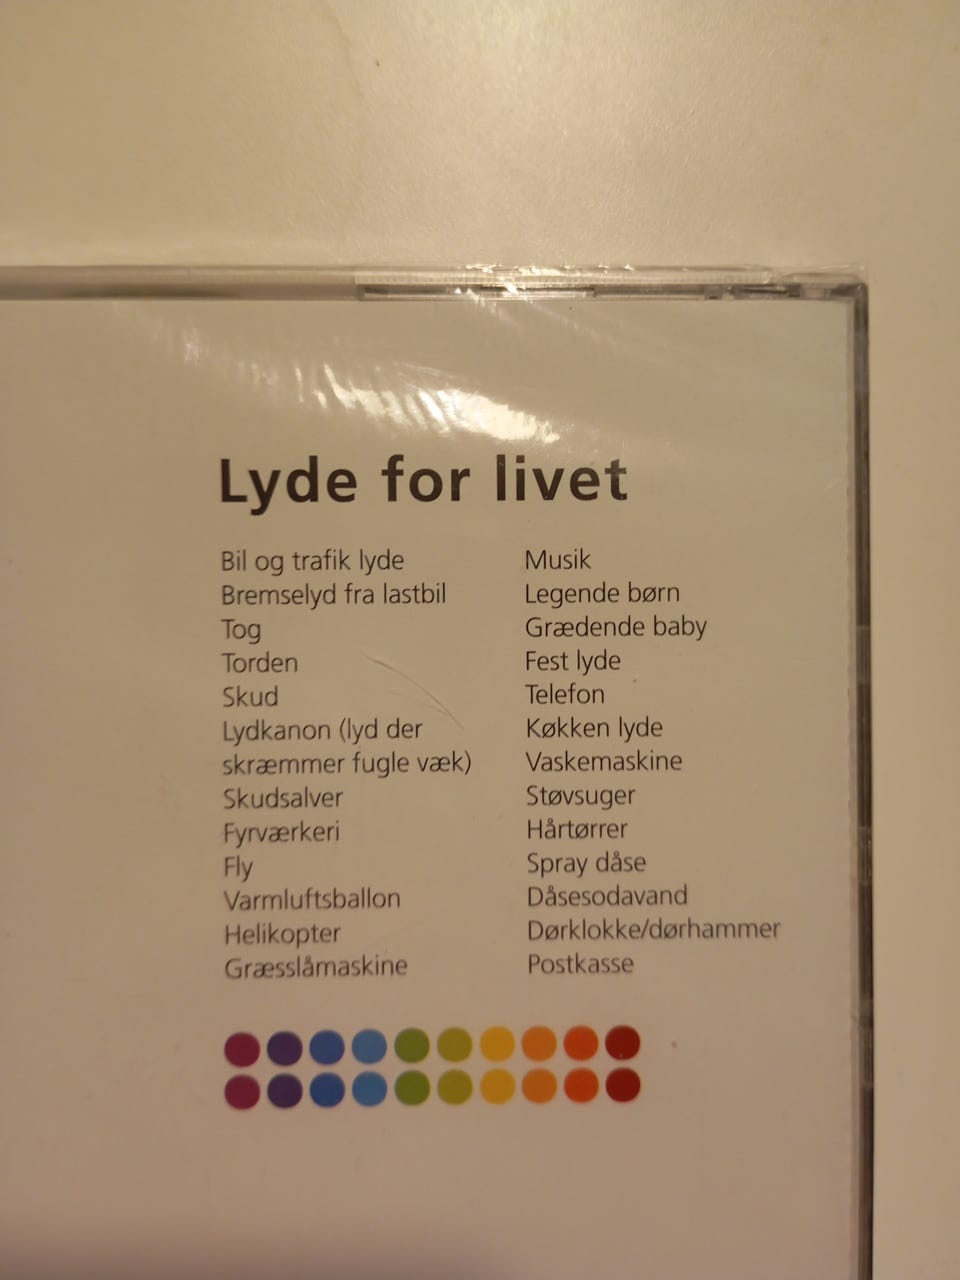 Lyde for livet
Bil og trafik lyde
Bremselyd fra lastbil
Tog
Torden
Skud
Lydkanon (lyd der
skræmmer fugle væk)
Skudsalver
Fyrværkeri
Fly
Varmluftsballon
Helikopter
Græsslåmaskine
Musik
Legende børn
Grædende baby
Fest lyde
Telefon
Køkken lyde
Vaskemaskine
Støvsuger
Hårtørrer
Spray dåse
Dåsesodavand
Dørklokke/dørhammer
Postkasse